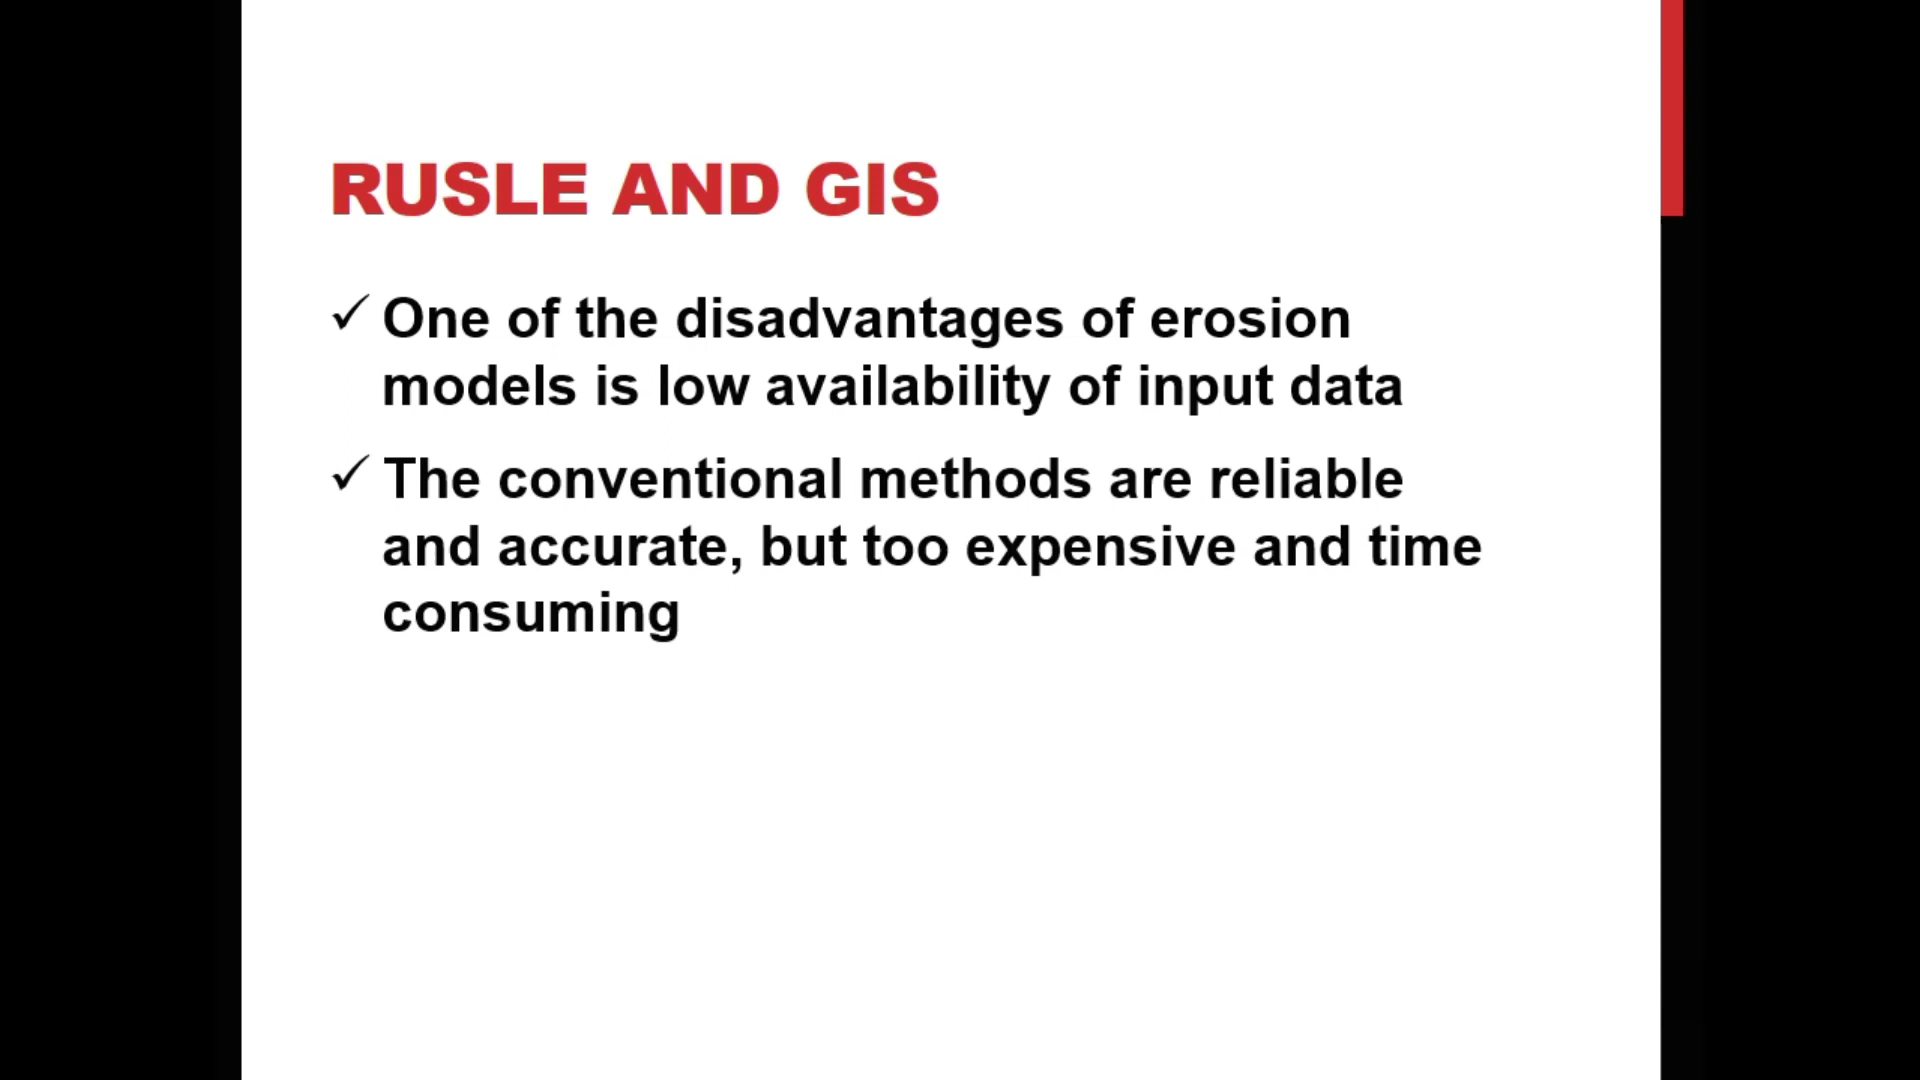 RUSLE AND GIS
✓ One of the disadvantages of erosion
models is low availability of input data
✓ The conventional methods are reliable
and accurate, but too expensive and time
consuming